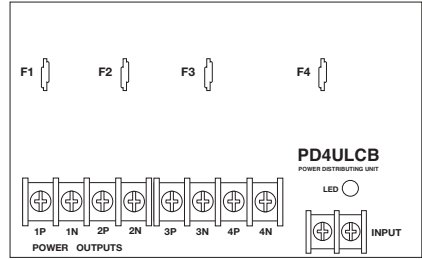 F1 F2 F3 F4
PD4ULCB
POWER DISTRIBUTING UNIT
LED
1P 1N 2P 2N 3P 3N 4P 4N
INPUT
POWER OUTPUTS